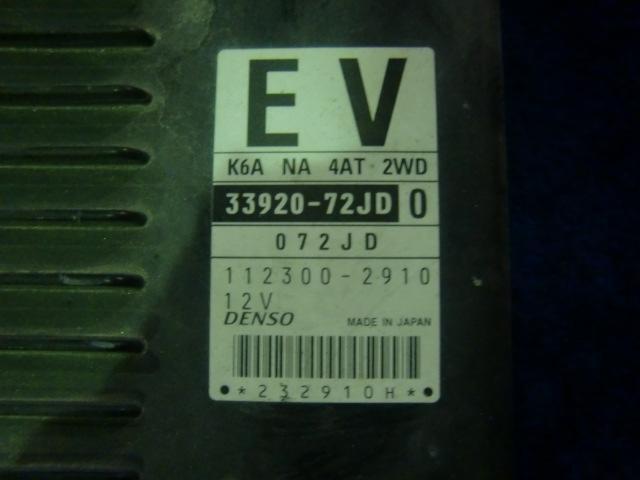 EV
K6A NA 4AT 2WD
33920-72JD 0
072JD
112300-2910
12V
DENSO MADE IN JAPAN
*232910H*